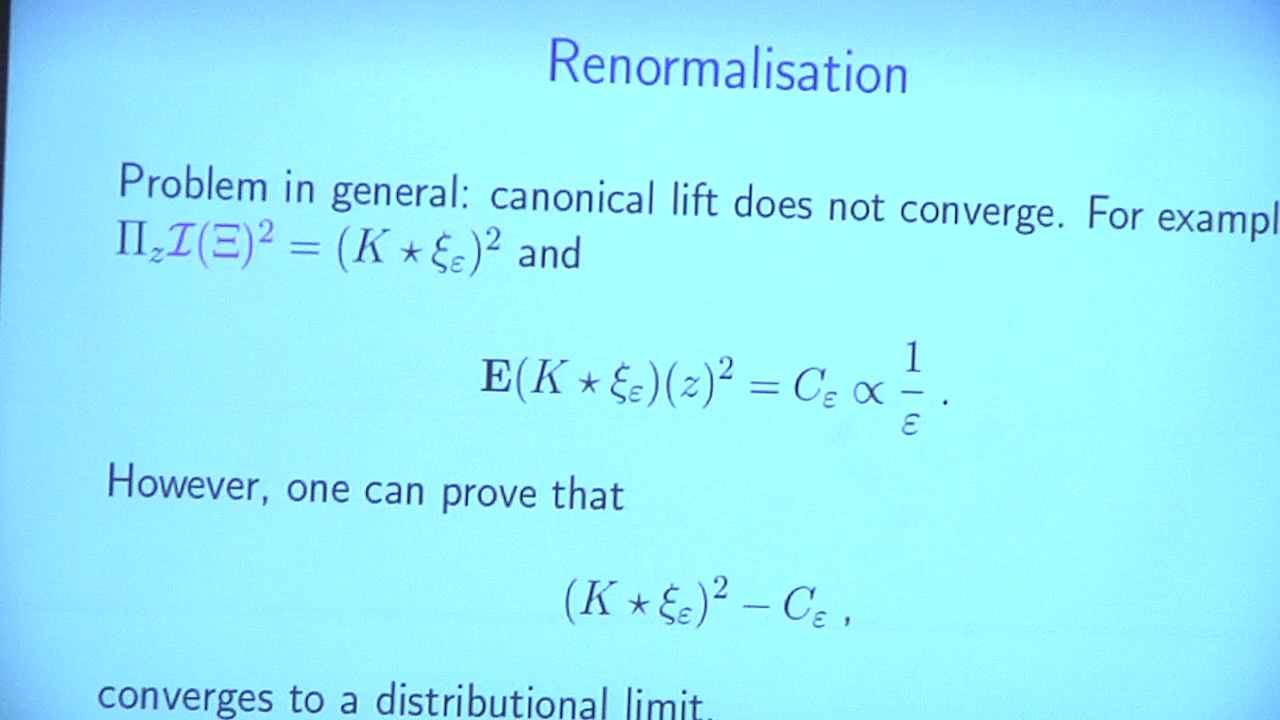 Renormalisation
Problem in general: canonical lift does not converge. For exampl
Π_z𝓘(Ξ)² = (K ⋆ ξ_ε)² and
𝐄(K ⋆ ξ_ε)(z)² = C_ε ∝ 1/ε .
However, one can prove that
(K ⋆ ξ_ε)² − C_ε ,
converges to a distributional limit.